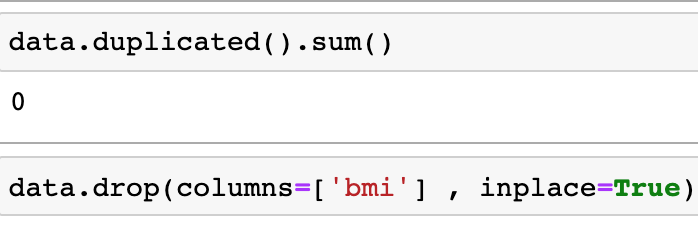 data.duplicated().sum()
0
data.drop(columns=['bmi'] , inplace=True)